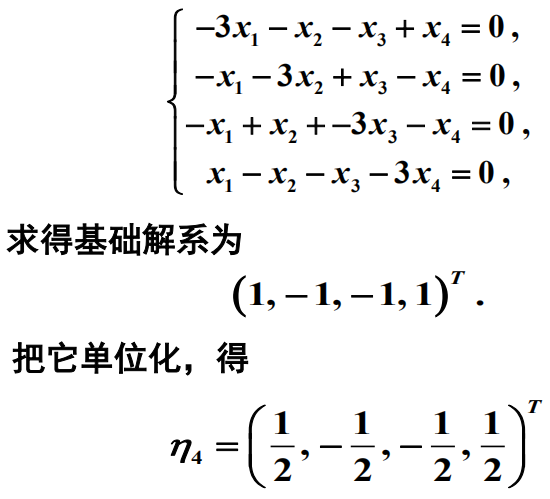 −3x₁ − x₂ − x₃ + x₄ = 0 ,
−x₁ − 3x₂ + x₃ − x₄ = 0 ,
−x₁ + x₂ + −3x₃ − x₄ = 0 ,
x₁ − x₂ − x₃ − 3x₄ = 0 ,
求得基础解系为
(1, − 1, − 1, 1)ᵀ .
把它单位化，得
η₄ = (1/2, − 1/2, − 1/2, 1/2)ᵀ